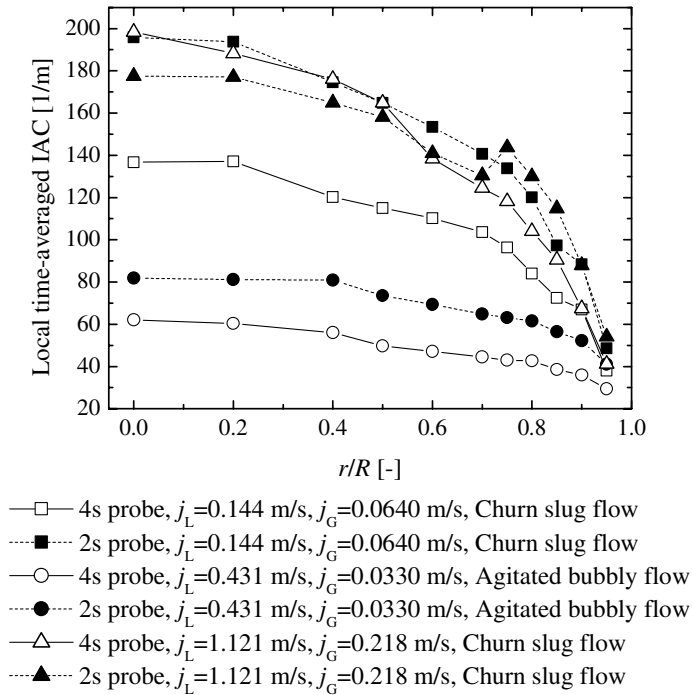 200
180
160
140
120
100
80
60
40
20
Local time-averaged IAC [1/m]
0.0 0.2 0.4 0.6 0.8 1.0
r/R [-]
4s probe, jL=0.144 m/s, jG=0.0640 m/s, Churn slug flow
2s probe, jL=0.144 m/s, jG=0.0640 m/s, Churn slug flow
4s probe, jL=0.431 m/s, jG=0.0330 m/s, Agitated bubbly flow
2s probe, jL=0.431 m/s, jG=0.0330 m/s, Agitated bubbly flow
4s probe, jL=1.121 m/s, jG=0.218 m/s, Churn slug flow
2s probe, jL=1.121 m/s, jG=0.218 m/s, Churn slug flow